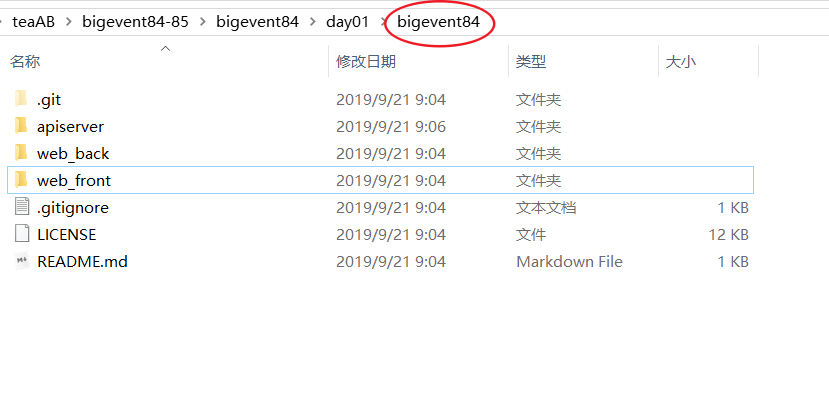 teaAB > bigevent84-85 > bigevent84 > day01 > bigevent84
名称 修改日期 类型 大小
.git 2019/9/21 9:04 文件夹
apiserver 2019/9/21 9:06 文件夹
web_back 2019/9/21 9:04 文件夹
web_front 2019/9/21 9:04 文件夹
.gitignore 2019/9/21 9:04 文本文档 1 KB
LICENSE 2019/9/21 9:04 文件 12 KB
README.md 2019/9/21 9:04 Markdown File 1 KB